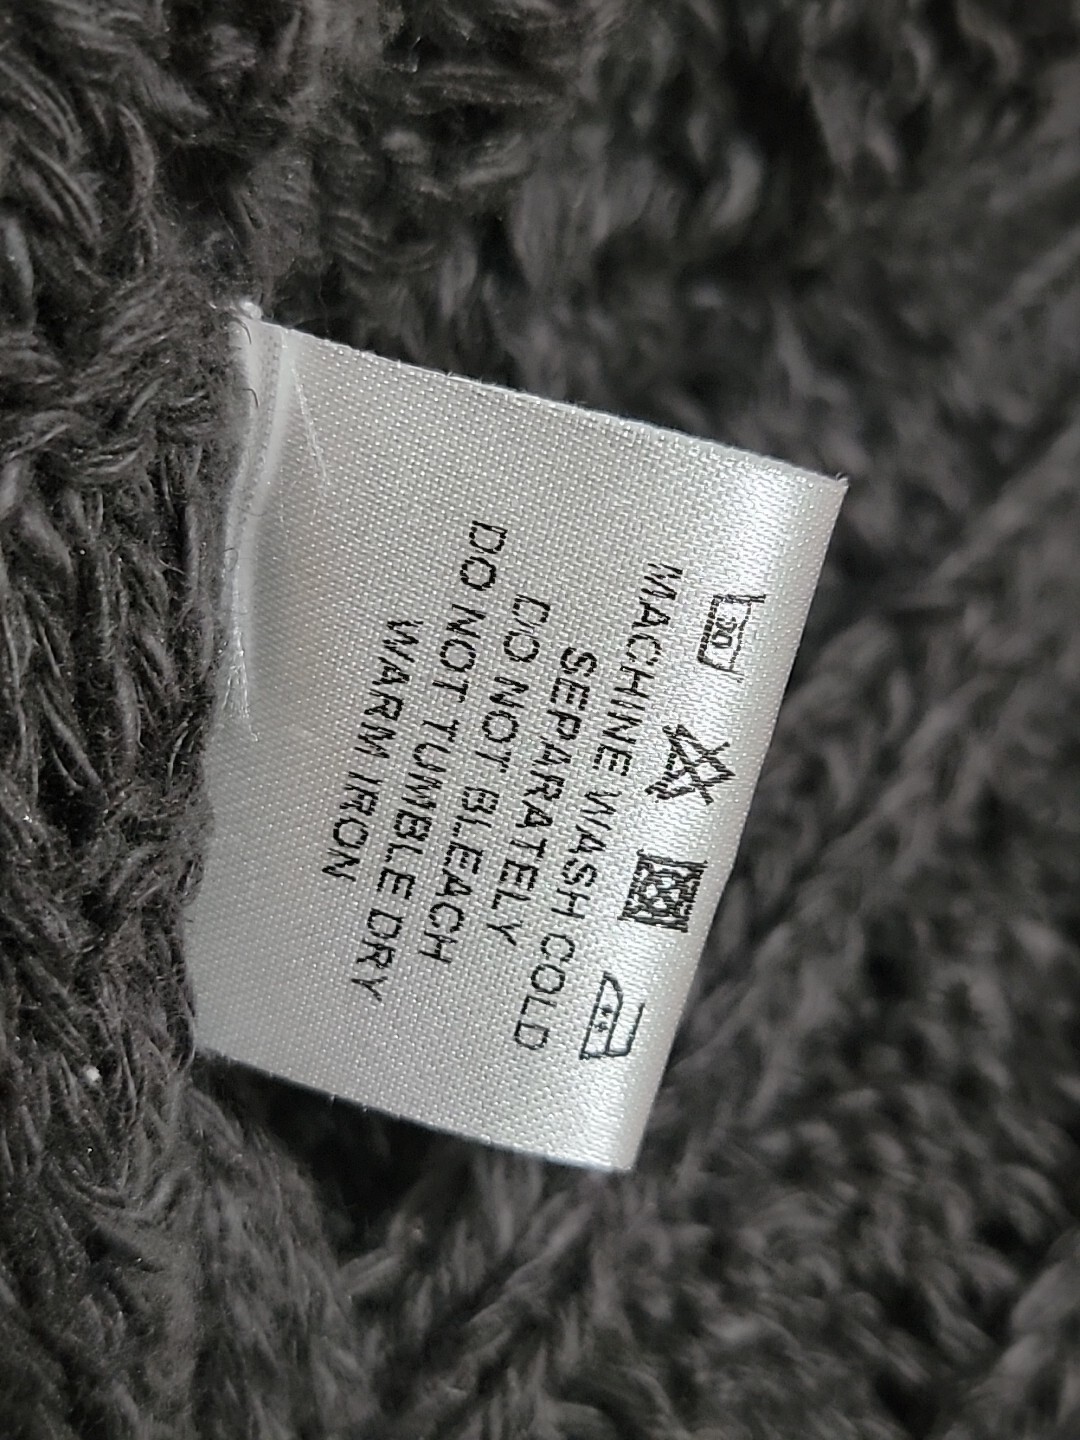 30
MACHINE WASH COLD
SEPARATELY
DO NOT BLEACH
DO NOT TUMBLE DRY
WARM IRON